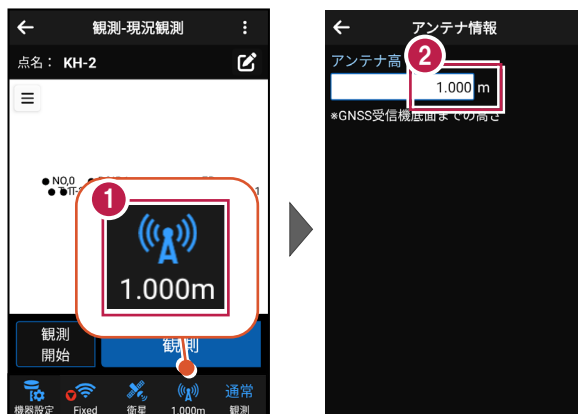 観測-現況観測
点名： KH-2
NO,0
1
1.000m
観測
開始
観測
機器設定
Fixed
衛星
1.000m
通常
観測
アンテナ情報
アンテナ高
2
1.000 m
※GNSS受信機底面までの高さ